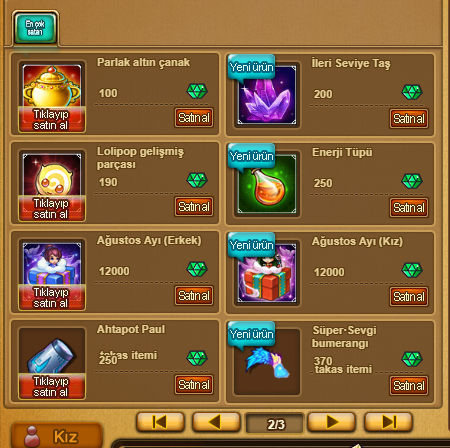 En çok
satan
Parlak altın çanak
100
Tıklayıp
satın al
Satın al
Yeni ürün
İleri Seviye Taş
200
Satın al
Lolipop gelişmiş
parçası
190
Tıklayıp
satın al
Satın al
Yeni ürün
Enerji Tüpü
250
Satın al
Ağustos Ayı (Erkek)
12000
Tıklayıp
satın al
Satın al
Yeni ürün
Ağustos Ayı (Kız)
12000
Satın al
Ahtapot Paul
takas itemi
250
Tıklayıp
satın al
Satın al
Yeni ürün
Süper·Sevgi
bumerangı
370
takas itemi
Satın al
Kız
2/3